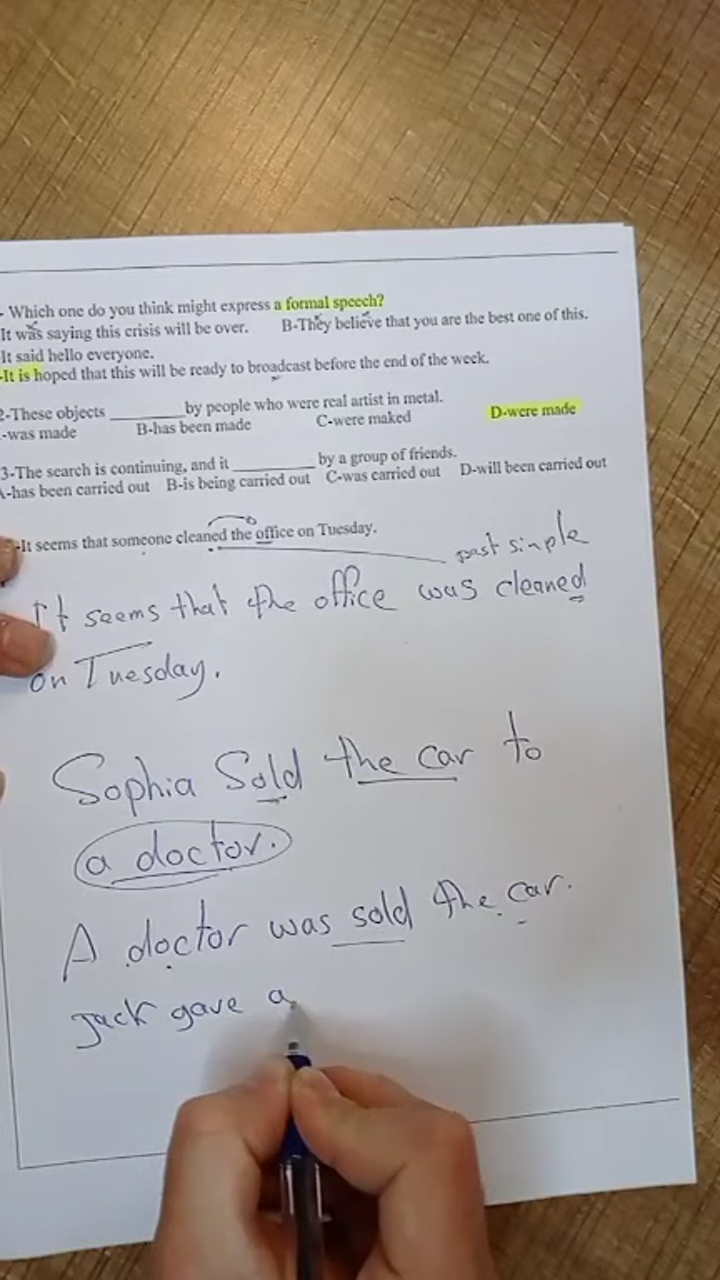 - Which one do you think might express a formal speech?
It was saying this crisis will be over. B-They believe that you are the best one of this.
It said hello everyone.
-It is hoped that this will be ready to broadcast before the end of the week.
2-These objects ________ by people who were real artist in metal.
-was made B-has been made C-were maked D-were made
3-The search is continuing, and it ________ by a group of friends.
A-has been carried out B-is being carried out C-was carried out D-will been carried out
-It seems that someone cleaned the office on Tuesday.
past simple
It seems that the office was cleaned
on Tuesday.
Sophia Sold the car to
a doctor.
A doctor was sold the car.
Jack gave a